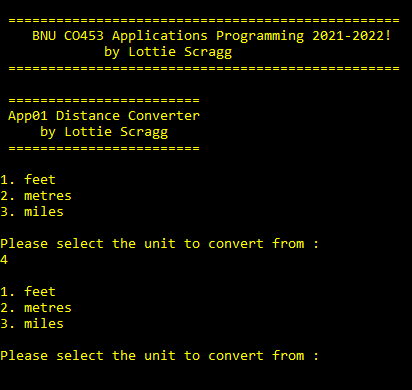 =================================================
BNU CO453 Applications Programming 2021-2022!
by Lottie Scragg
=================================================
========================
App01 Distance Converter
by Lottie Scragg
========================
1. feet
2. metres
3. miles
Please select the unit to convert from :
4
1. feet
2. metres
3. miles
Please select the unit to convert from :